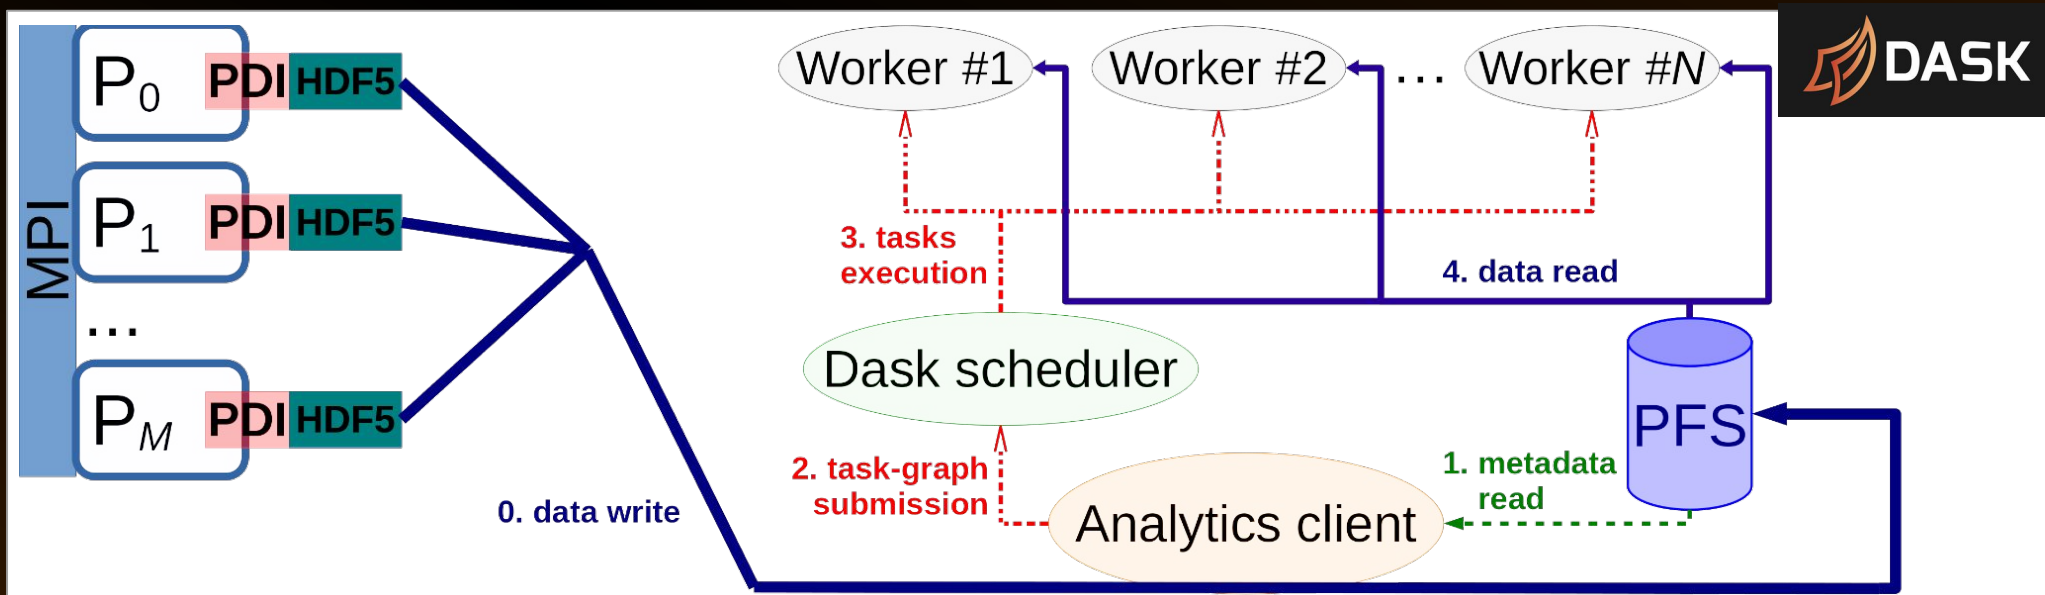 MPI
P0 PDI HDF5
P1 PDI HDF5
...
PM PDI HDF5
0. data write
Worker #1
Worker #2
...
Worker #N
DASK
3. tasks
execution
4. data read
Dask scheduler
2. task-graph
submission
Analytics client
1. metadata
read
PFS